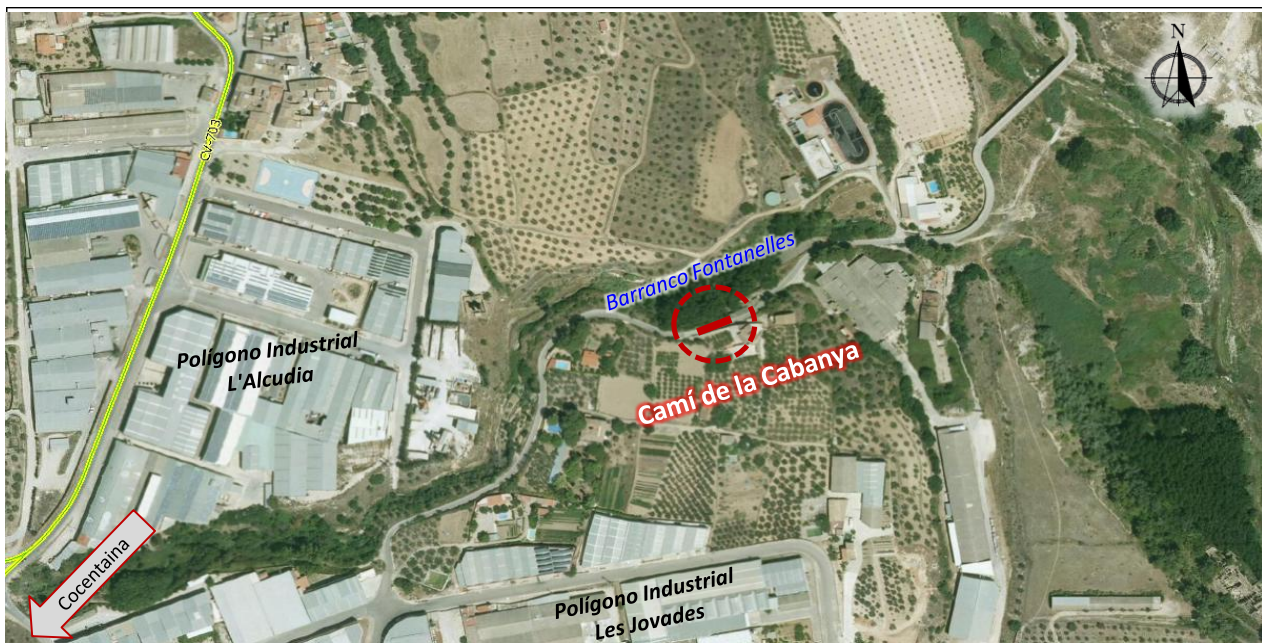 N
CV-703
Barranco Fontanelles
Polígono Industrial
L'Alcudia
Camí de la Cabanya
Cocentaina
Polígono Industrial
Les Jovades